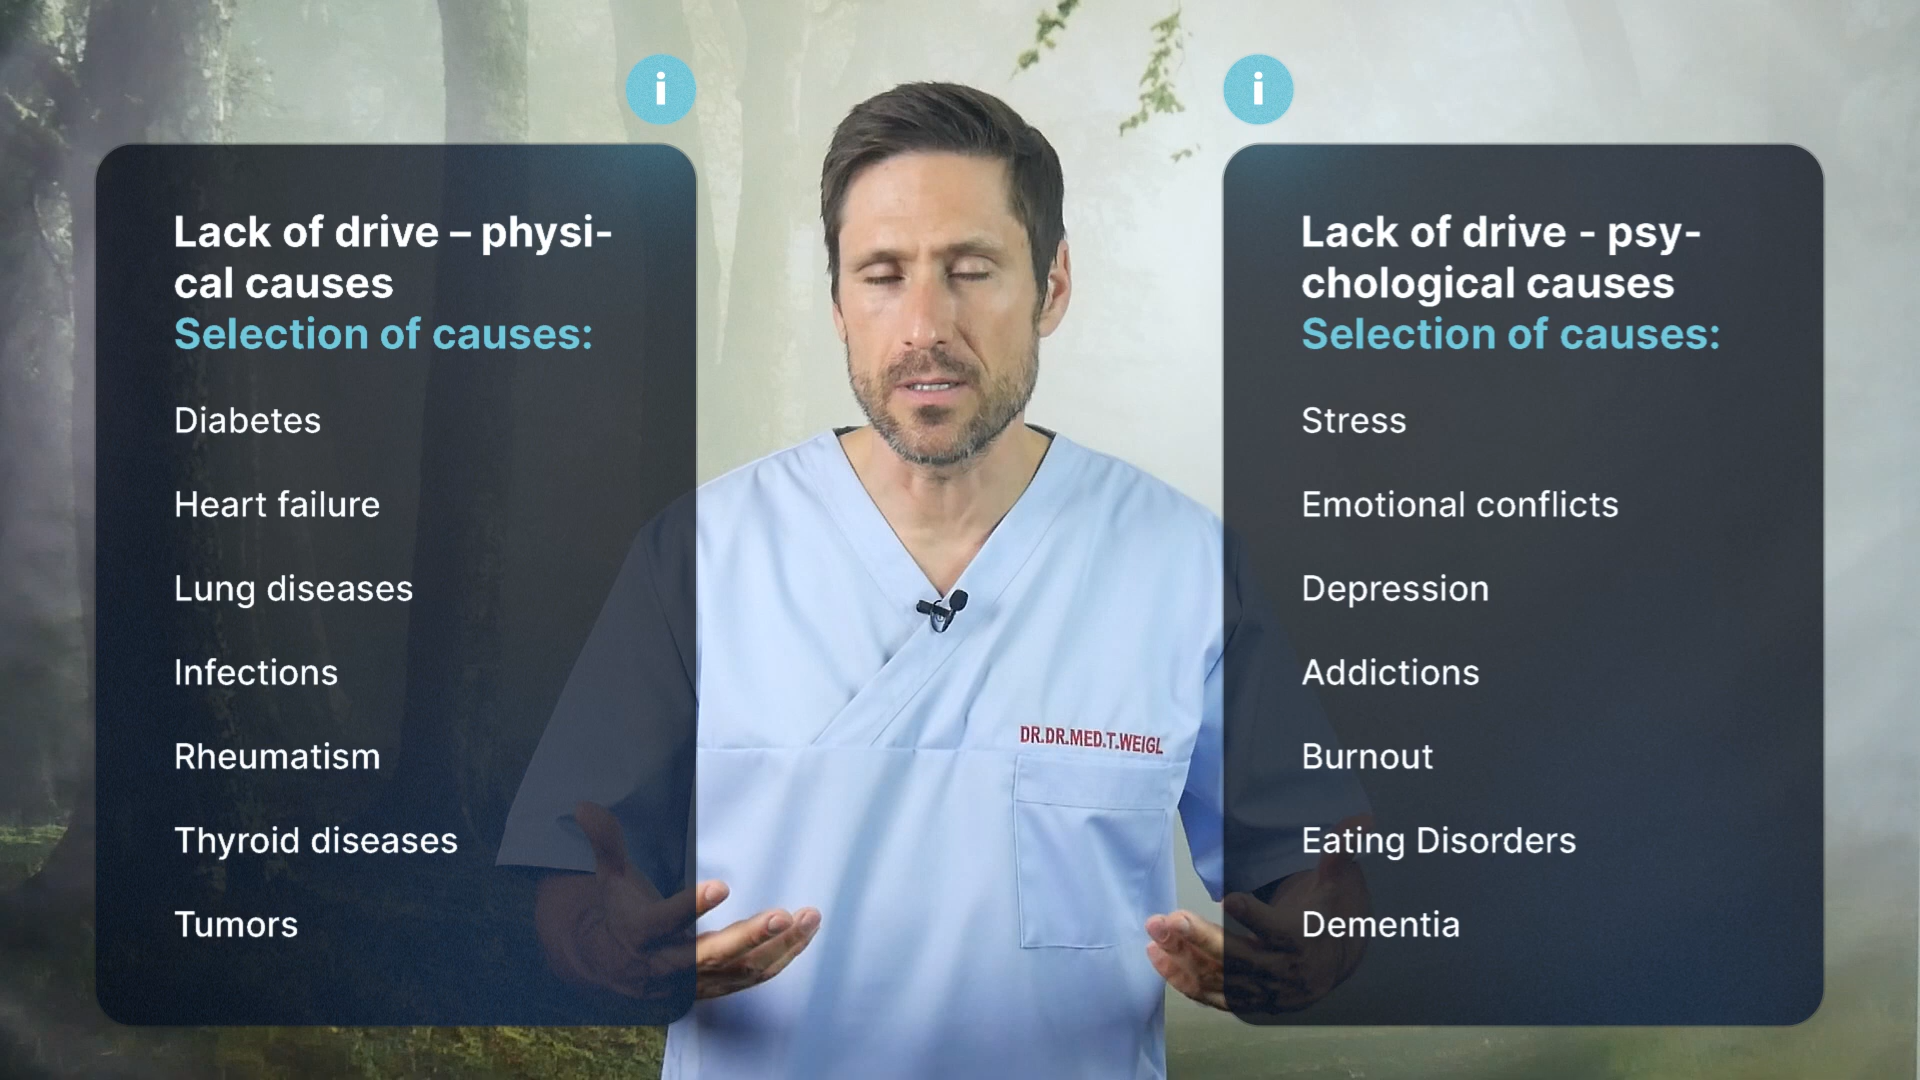 i
Lack of drive – physi-
cal causes
Selection of causes:
Diabetes
Heart failure
Lung diseases
Infections
Rheumatism
Thyroid diseases
Tumors
DR.DR.MED.T.WEIGL
i
Lack of drive - psy-
chological causes
Selection of causes:
Stress
Emotional conflicts
Depression
Addictions
Burnout
Eating Disorders
Dementia